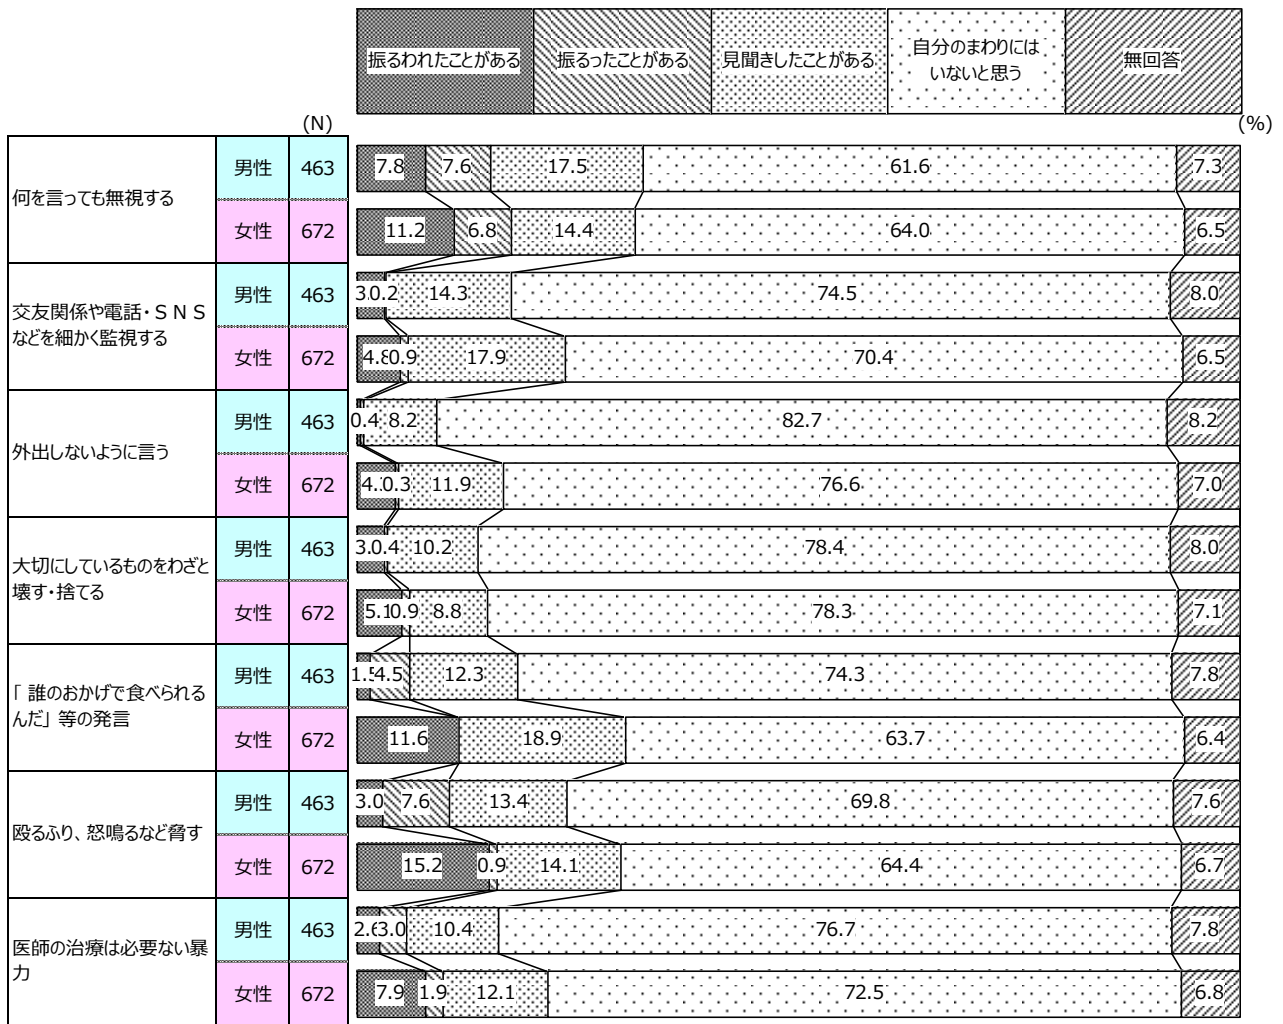 振るわれたことがある 振るったことがある 見聞きしたことがある 自分のまわりには 無回答
いないと思う
(N) (%)
何を言っても無視する
男性 463 7.8 7.6 17.5 61.6 7.3
女性 672 11.2 6.8 14.4 64.0 6.5
交友関係や電話・ＳＮＳ
などを細かく監視する
男性 463 3.0 0.2 14.3 74.5 8.0
女性 672 4.8 0.9 17.9 70.4 6.5
外出しないように言う
男性 463 0.4 8.2 82.7 8.2
女性 672 0.3 11.9 76.6 7.0
大切にしているものをわざと
壊す・捨てる
男性 463 0.4 10.2 78.4 8.0
女性 672 5.1 0.9 8.8 78.3 7.1
「 誰のおかげで食べられる
んだ」 等の発言
男性 463 1.5 4.5 12.3 74.3 7.8
女性 672 11.6 18.9 63.7 6.4
殴るふり、怒鳴るなど脅す
男性 463 3.0 7.6 13.4 69.8 7.6
女性 672 15.2 0.9 14.1 64.4 6.7
医師の治療は必要ない暴
力
男性 463 2.6 3.0 10.4 76.7 7.8
女性 672 7.9 1.9 12.1 72.5 6.8